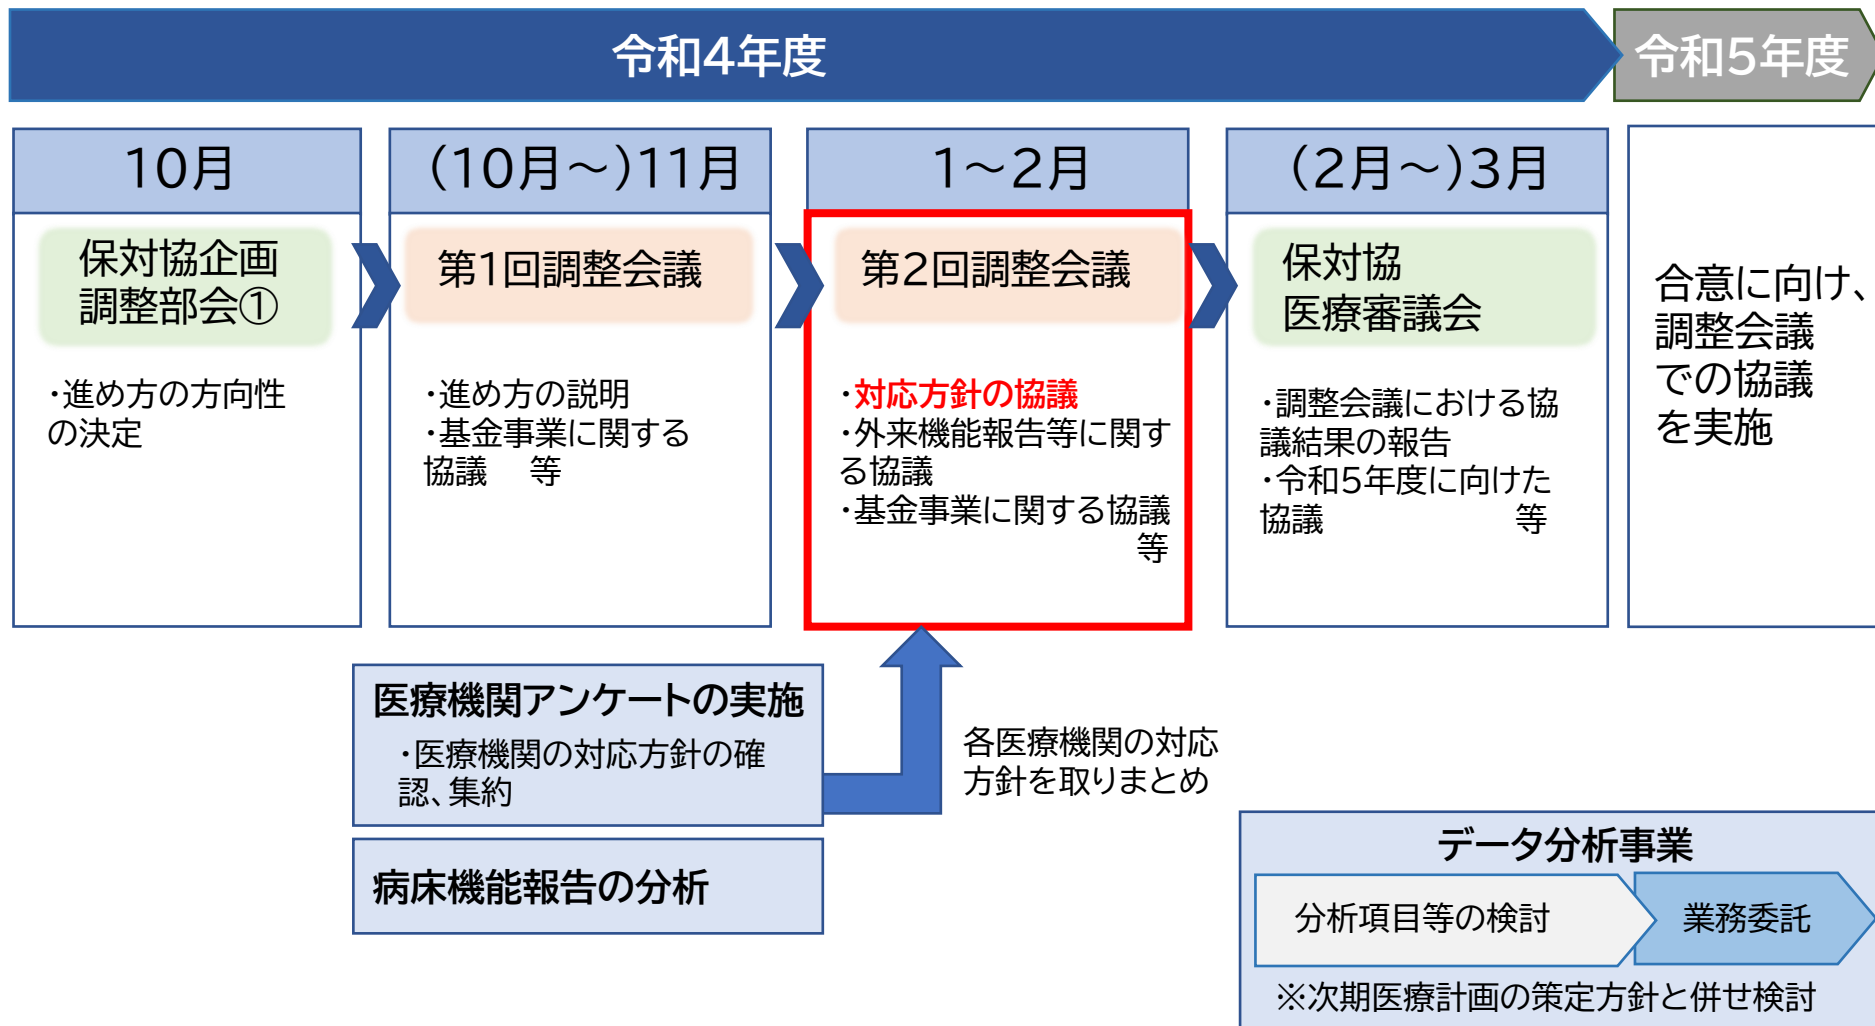 令和4年度
令和5年度
10月
保対協企画
調整部会①
・進め方の方向性
の決定
(10月～)11月
第1回調整会議
・進め方の説明
・基金事業に関する
協議　等
1～2月
第2回調整会議
・対応方針の協議
・外来機能報告等に関す
る協議
・基金事業に関する協議
等
(2月～)3月
保対協
医療審議会
・調整会議における協
議結果の報告
・令和5年度に向けた
協議　等
合意に向け、
調整会議
での協議
を実施
医療機関アンケートの実施
・医療機関の対応方針の確
認、集約
各医療機関の対応
方針を取りまとめ
病床機能報告の分析
データ分析事業
分析項目等の検討
業務委託
※次期医療計画の策定方針と併せ検討